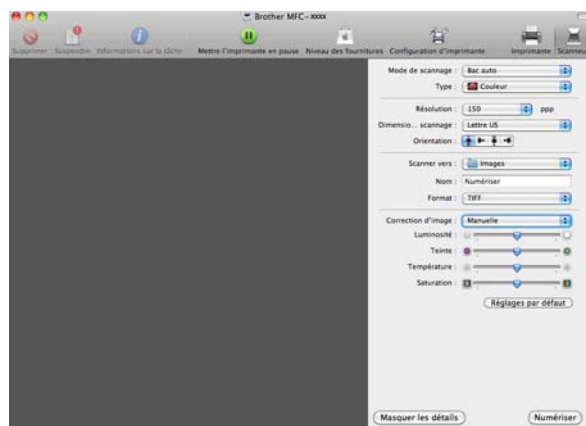 Brother MFC-xxxx
Supprimer Suspendre Informations sur la tâche Mettre l'imprimante en pause Niveau des fournitures Configuration d'imprimante Imprimante Scanneur
Mode de scannage : Bac auto
Type : Couleur
Résolution : 150 ppp
Dimensio... scannage : Lettre US
Orientation :
Scanner vers : Images
Nom : Numériser
Format : TIFF
Correction d'image : Manuelle
Luminosité :
Teinte :
Température :
Saturation :
Réglages par défaut
Masquer les détails Numériser